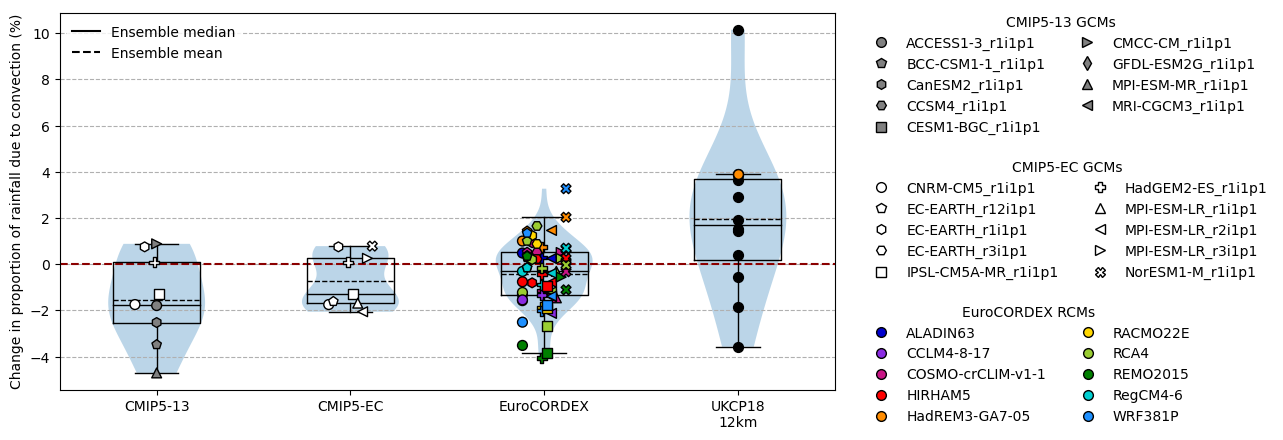 Change in proportion of rainfall due to convection (%)
10
8
6
4
2
0
−2
−4
Ensemble median
Ensemble mean
CMIP5-13
CMIP5-EC
EuroCORDEX
UKCP18
12km
CMIP5-13 GCMs
ACCESS1-3_r1i1p1
BCC-CSM1-1_r1i1p1
CanESM2_r1i1p1
CCSM4_r1i1p1
CESM1-BGC_r1i1p1
CMCC-CM_r1i1p1
GFDL-ESM2G_r1i1p1
MPI-ESM-MR_r1i1p1
MRI-CGCM3_r1i1p1
CMIP5-EC GCMs
CNRM-CM5_r1i1p1
EC-EARTH_r12i1p1
EC-EARTH_r1i1p1
EC-EARTH_r3i1p1
IPSL-CM5A-MR_r1i1p1
HadGEM2-ES_r1i1p1
MPI-ESM-LR_r1i1p1
MPI-ESM-LR_r2i1p1
MPI-ESM-LR_r3i1p1
NorESM1-M_r1i1p1
EuroCORDEX RCMs
ALADIN63
CCLM4-8-17
COSMO-crCLIM-v1-1
HIRHAM5
HadREM3-GA7-05
RACMO22E
RCA4
REMO2015
RegCM4-6
WRF381P